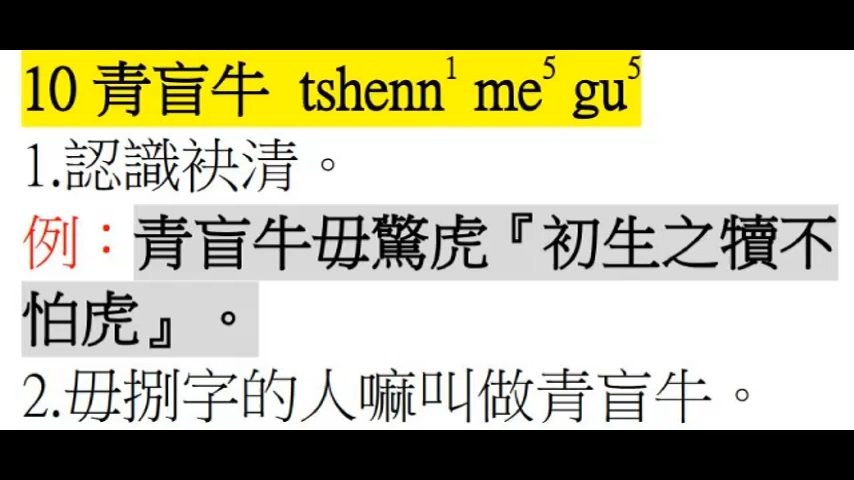 10 青盲牛 tshenn¹ me⁵ gu⁵
1.認識袂清。
例：青盲牛毋驚虎『初生之犢不
怕虎』。
2.毋捌字的人嘛叫做青盲牛。